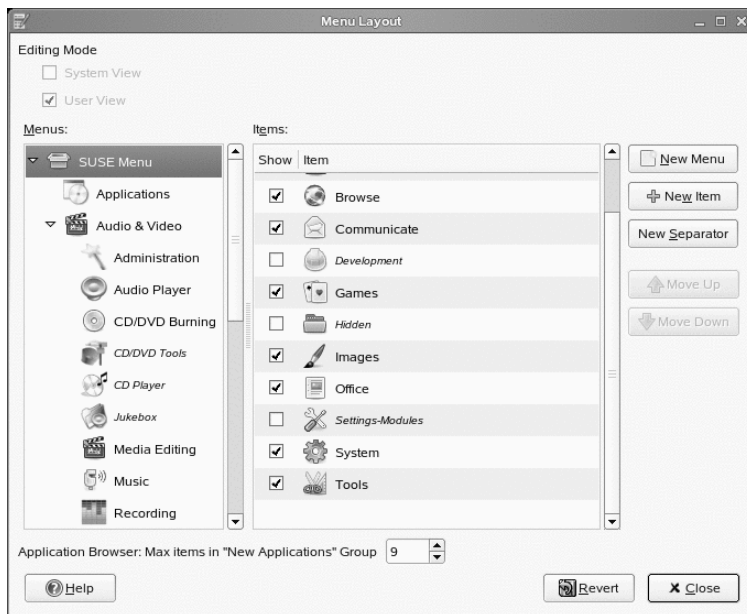 Menu Layout
Editing Mode
System View
User View
Menus:
Items:
SUSE Menu
Applications
Audio & Video
Administration
Audio Player
CD/DVD Burning
CD/DVD Tools
CD Player
Jukebox
Media Editing
Music
Recording
Show Item
Browse
Communicate
Development
Games
Hidden
Images
Office
Settings-Modules
System
Tools
New Menu
New Item
New Separator
Move Up
Move Down
Application Browser: Max items in "New Applications" Group 9
Help
Revert
Close